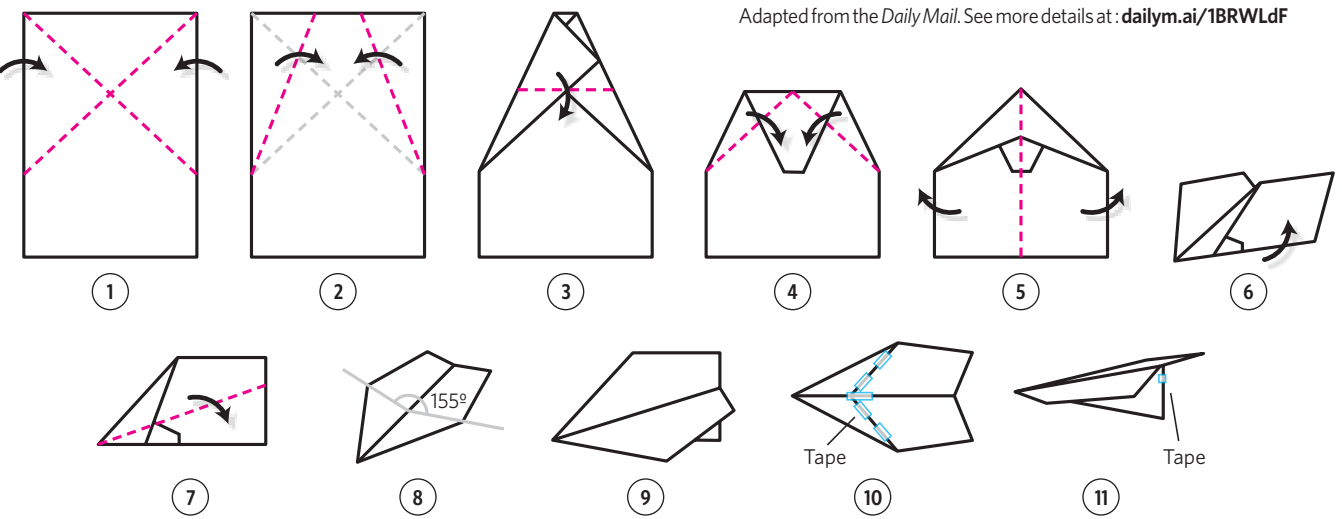 Adapted from the Daily Mail. See more details at : dailym.ai/1BRWLdF
1
2
3
4
5
6
155º
Tape
Tape
7
8
9
10
11